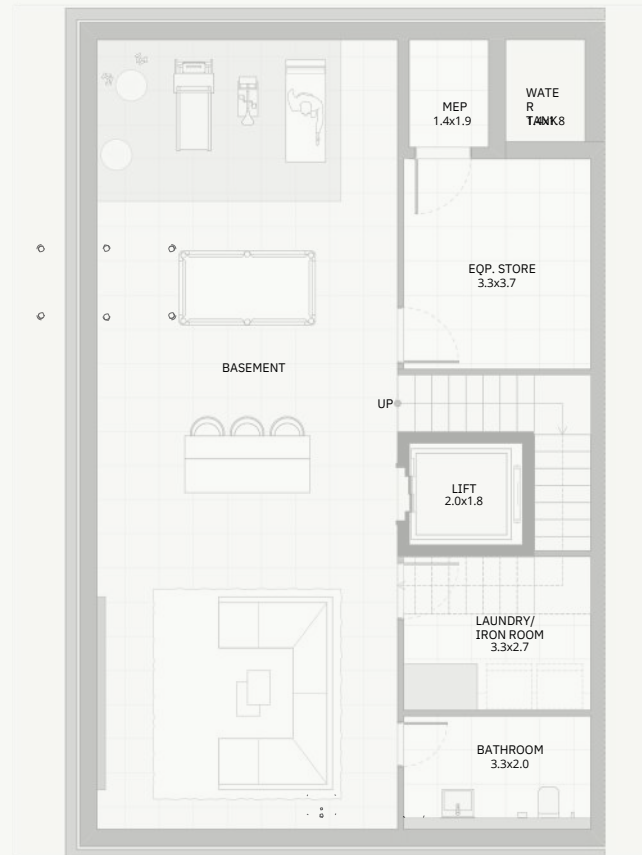 MEP
1.4x1.9
WATE
R
TANK
EQP. STORE
3.3x3.7
BASEMENT
UP
LIFT
2.0x1.8
LAUNDRY/
IRON ROOM
3.3x2.7
BATHROOM
3.3x2.0